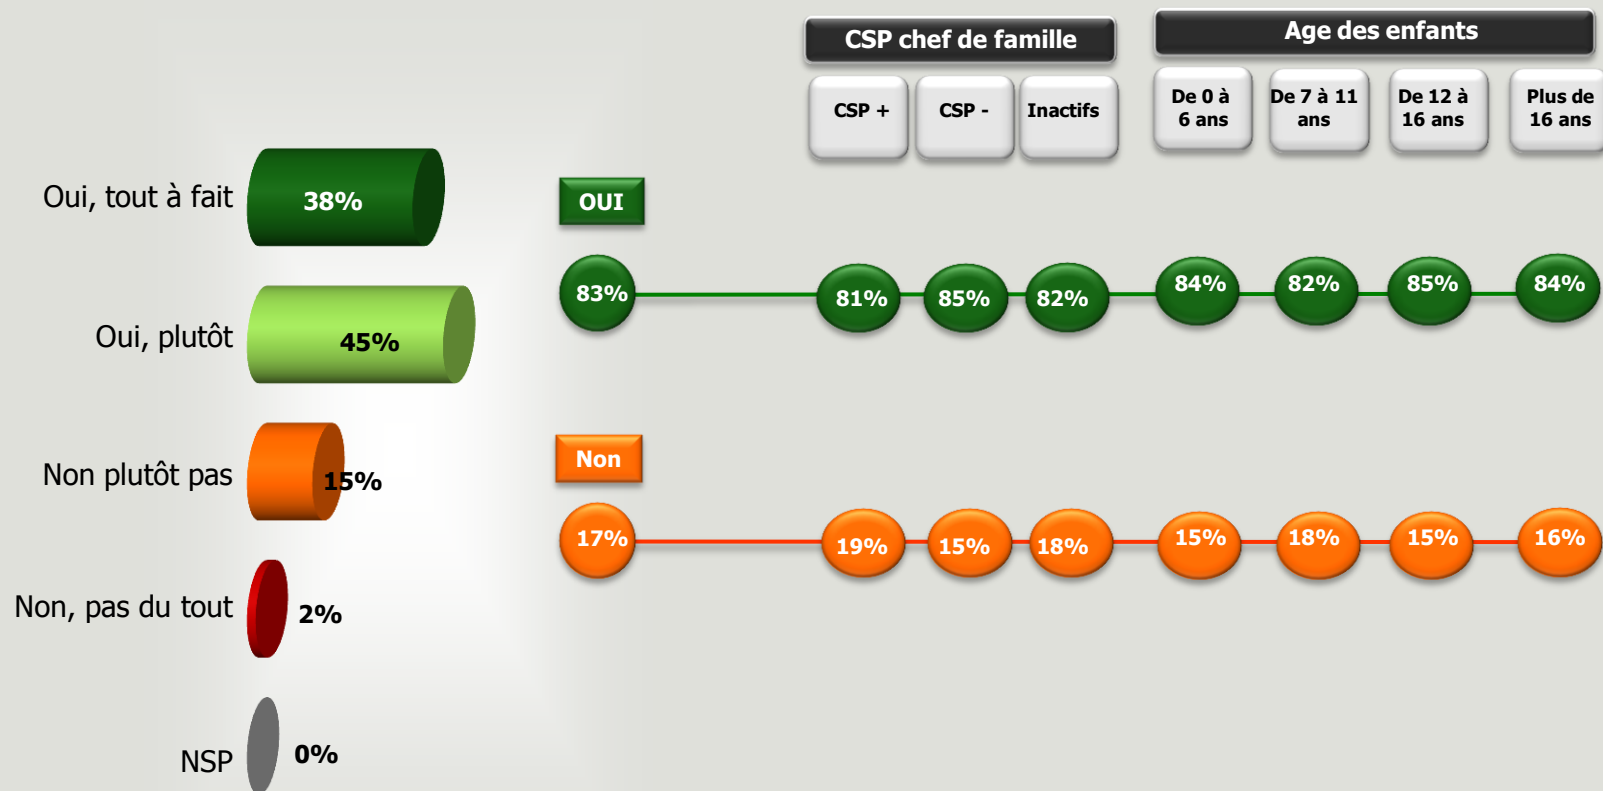 CSP chef de famille
Age des enfants
CSP +
CSP -
Inactifs
De 0 à
6 ans
De 7 à 11
ans
De 12 à
16 ans
Plus de
16 ans
Oui, tout à fait
38%
OUI
83%
81%
85%
82%
84%
82%
85%
84%
Oui, plutôt
45%
Non plutôt pas
15%
Non
17%
19%
15%
18%
15%
18%
15%
16%
Non, pas du tout
2%
NSP
0%